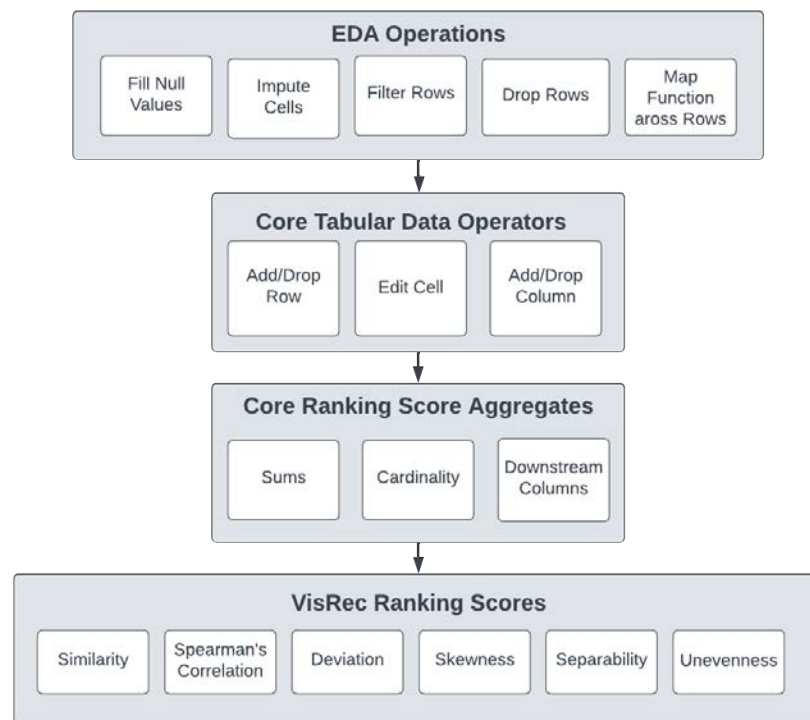 EDA Operations
Fill Null
Values
Impute
Cells
Filter Rows
Drop Rows
Map
Function
aross Rows
Core Tabular Data Operators
Add/Drop
Row
Edit Cell
Add/Drop
Column
Core Ranking Score Aggregates
Sums
Cardinality
Downstream
Columns
VisRec Ranking Scores
Similarity
Spearman's
Correlation
Deviation
Skewness
Separability
Unevenness